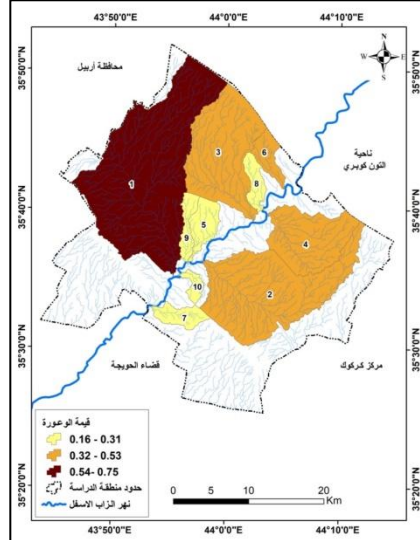 43°50'0"E 44°0'0"E 44°10'0"E
35°50'0"N 35°50'0"N
N
W E
S
محافظة أربيل
ناحية
التون كوبري
3
6
1
8
35°40'0"N 35°40'0"N
5
9
4
10
2
7
35°30'0"N 35°30'0"N
قضاء الحويجة
مركز كركوك
قيمة الوعورة
0.16 - 0.31
0.32 - 0.53
0.54- 0.75
حدود منطقة الدراسة
نهر الزاب الاسفل
35°20'0"N 35°20'0"N
0 10 20
Km
43°50'0"E 44°0'0"E 44°10'0"E